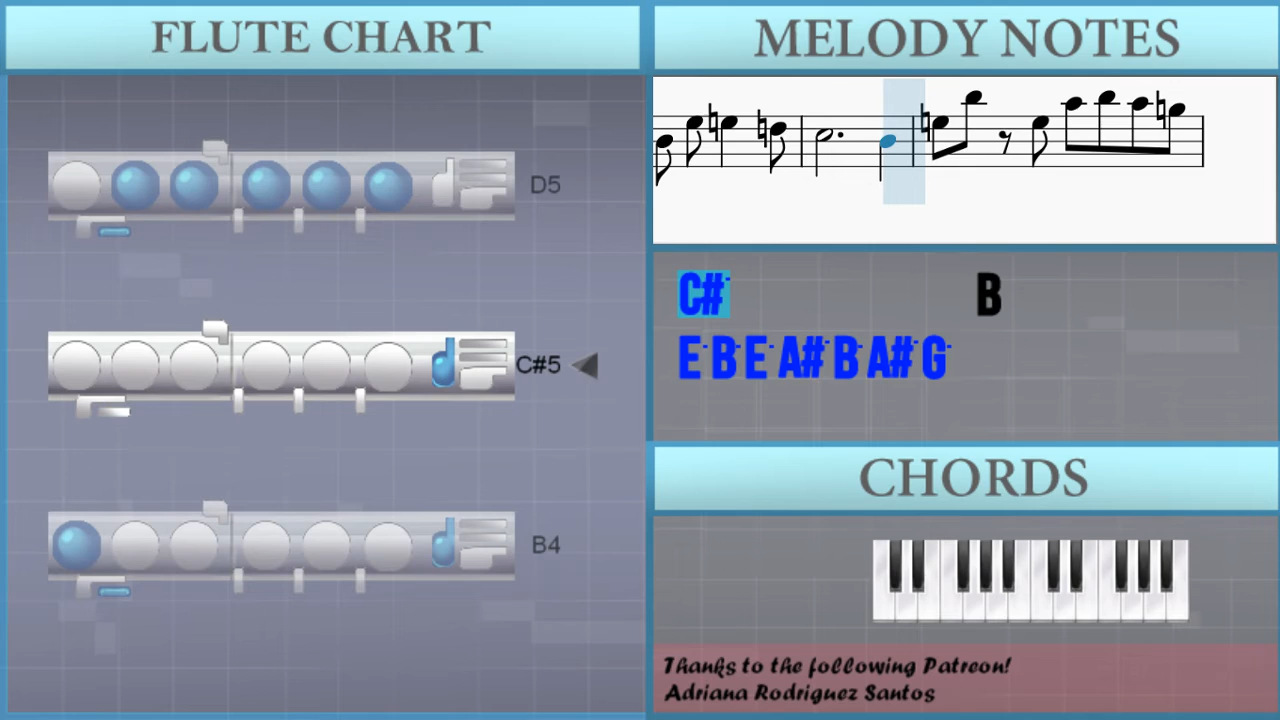 FLUTE CHART
D5
C#5
B4
MELODY NOTES
C#- B
E- B- E- A#- B- A#- G-
CHORDS
Thanks to the following Patreon!
Adriana Rodriguez Santos